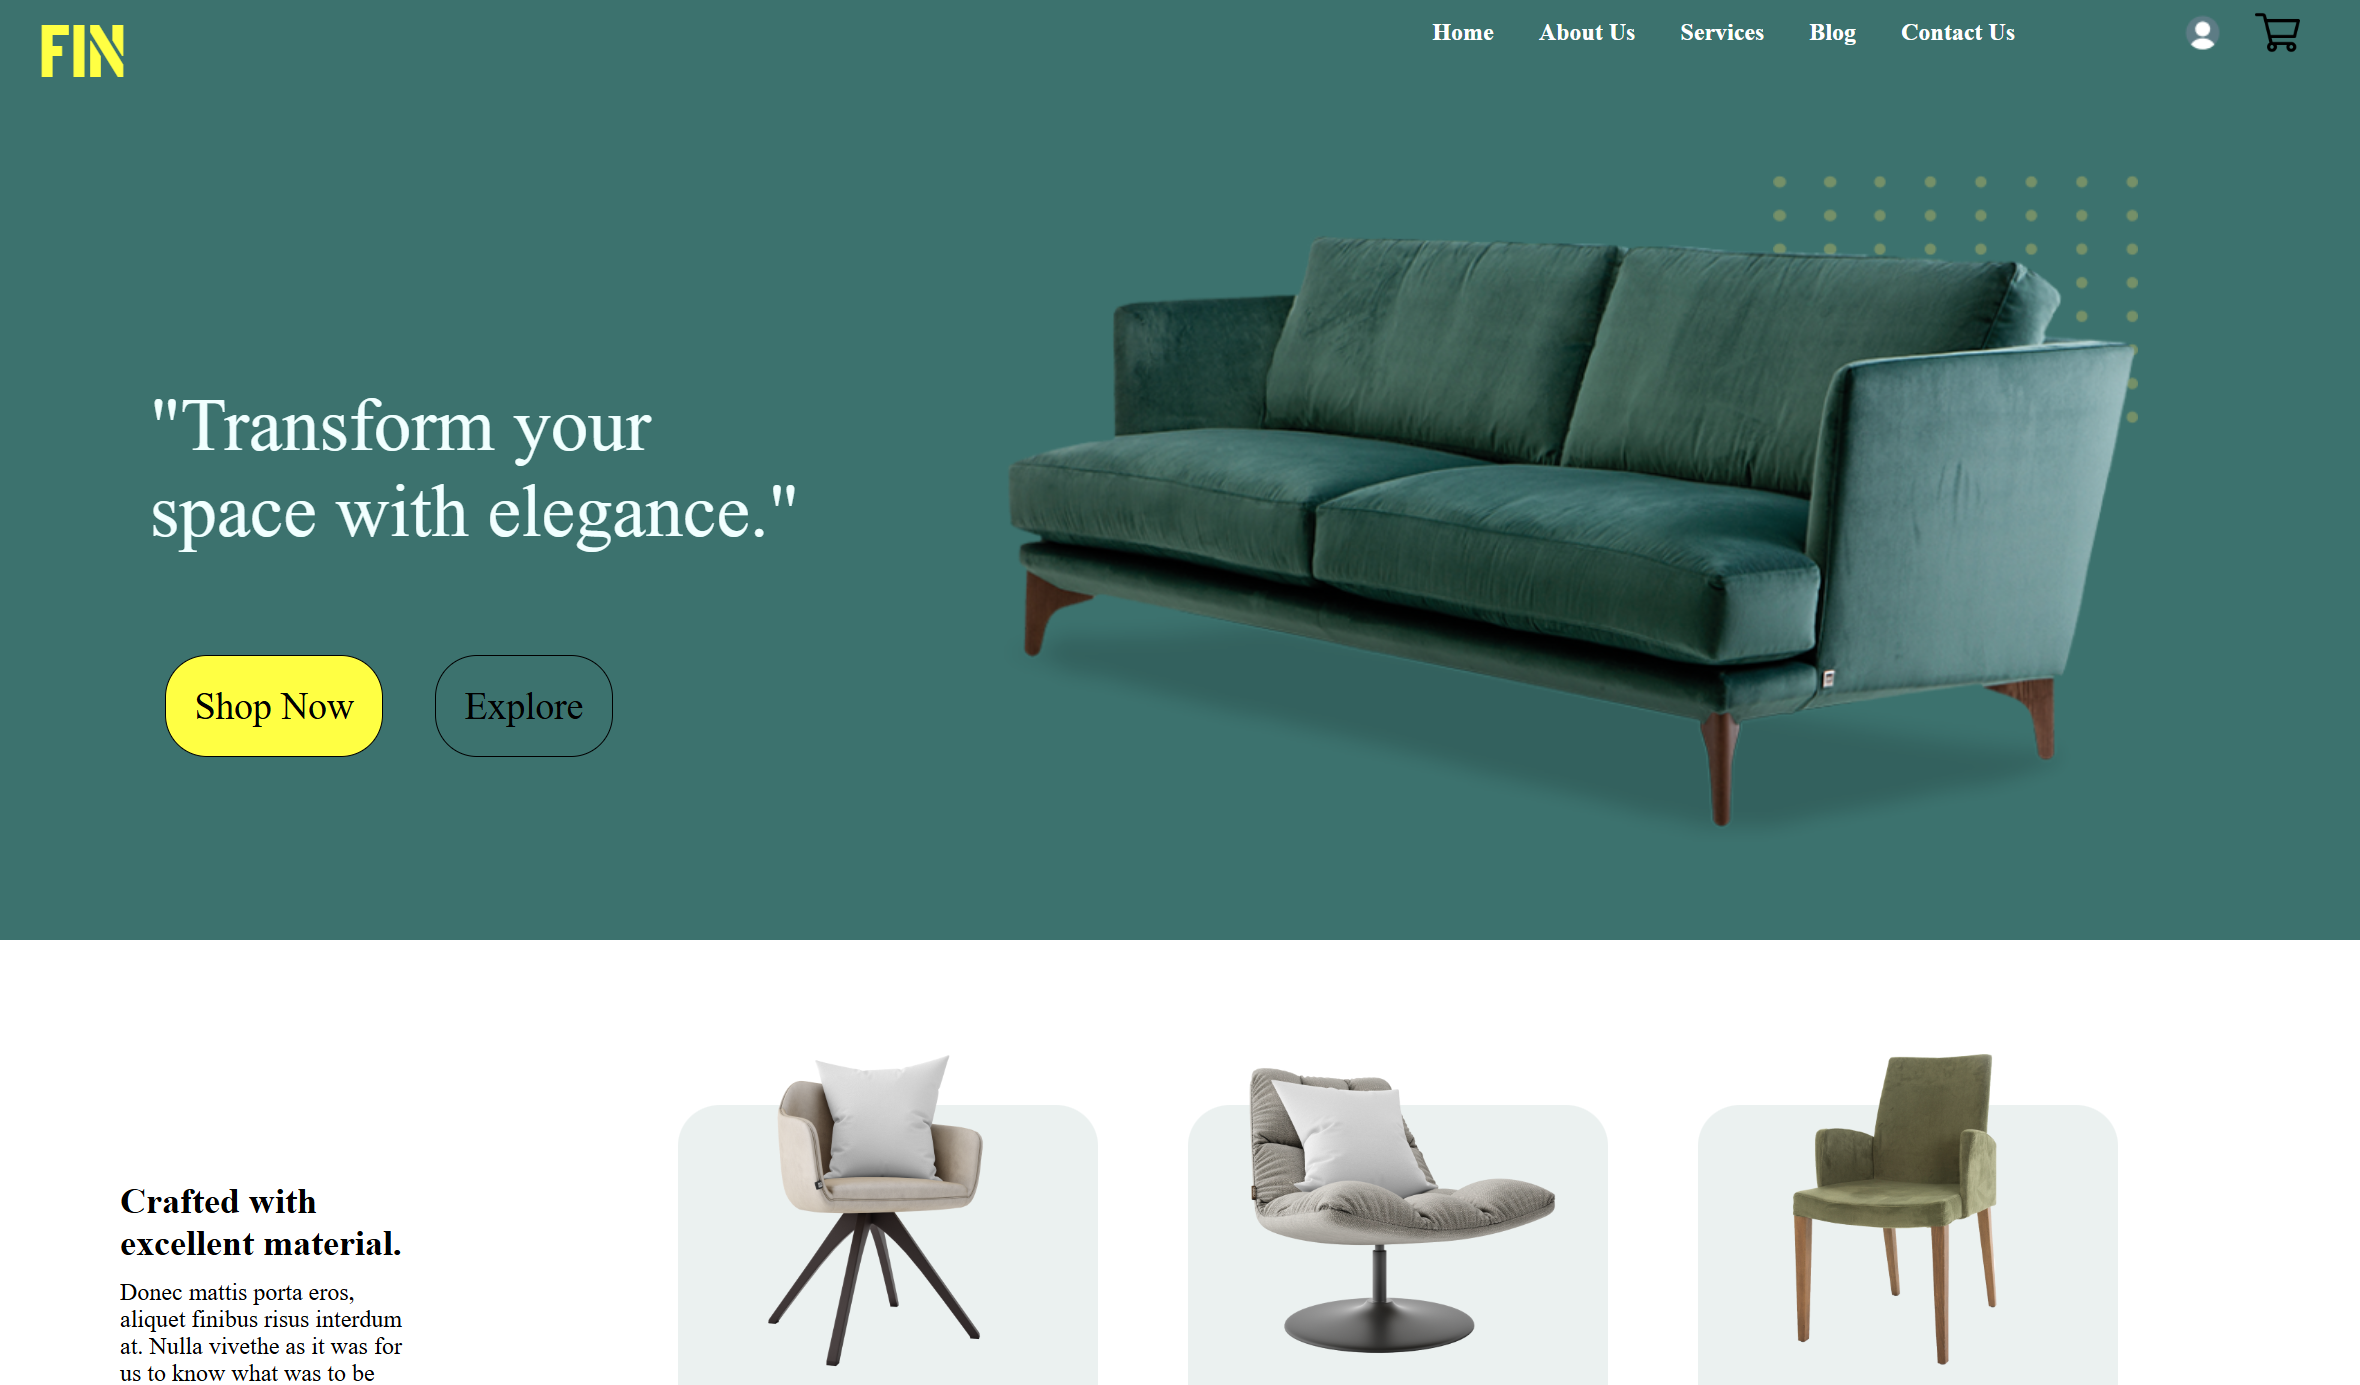 FIN
Home About Us Services Blog Contact Us
"Transform your
space with elegance."
Shop Now Explore
Crafted with
excellent material.
Donec mattis porta eros,
aliquet finibus risus interdum
at. Nulla vivethe as it was for
us to know what was to be